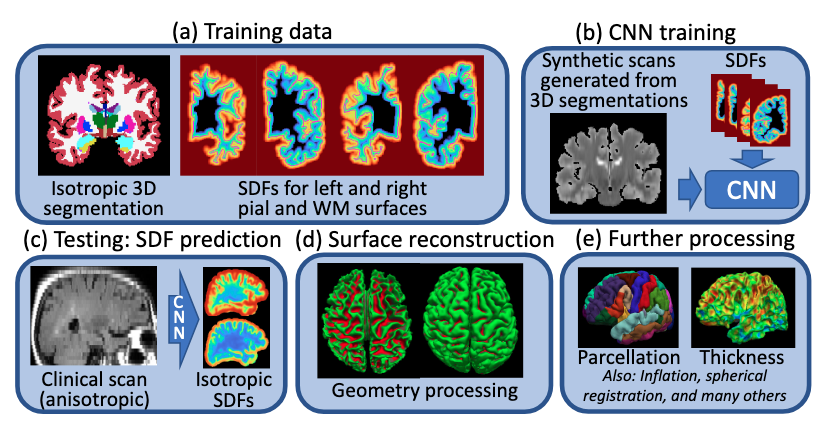 (a) Training data
Isotropic 3D
segmentation
SDFs for left and right
pial and WM surfaces
(b) CNN training
Synthetic scans
generated from
3D segmentations
SDFs
CNN
(c) Testing: SDF prediction
Clinical scan
(anisotropic)
CNN
Isotropic
SDFs
(d) Surface reconstruction
Geometry processing
(e) Further processing
Parcellation
Thickness
Also: Inflation, spherical
registration, and many others